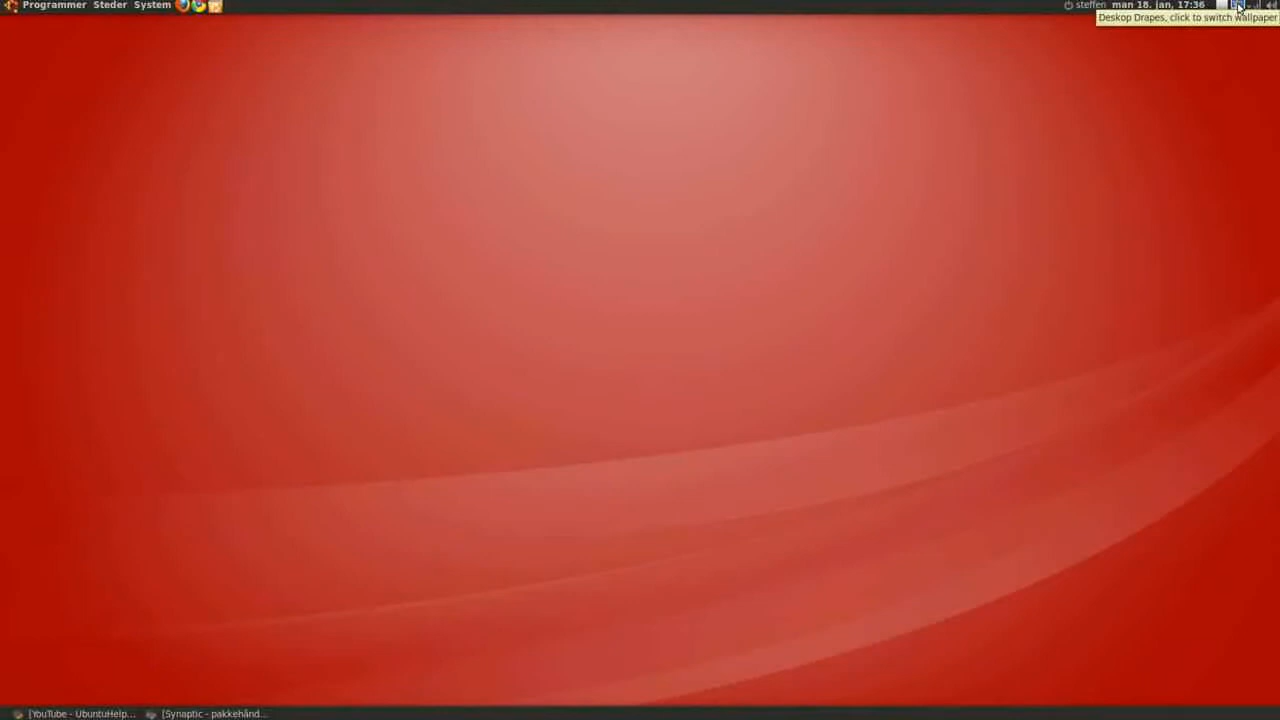 Programmer Steder System
steffen man 18. jan, 17:36
Deskop Drapes, click to switch wallpaper
[YouTube - UbuntuHelp... [Synaptic - pakkehånd...